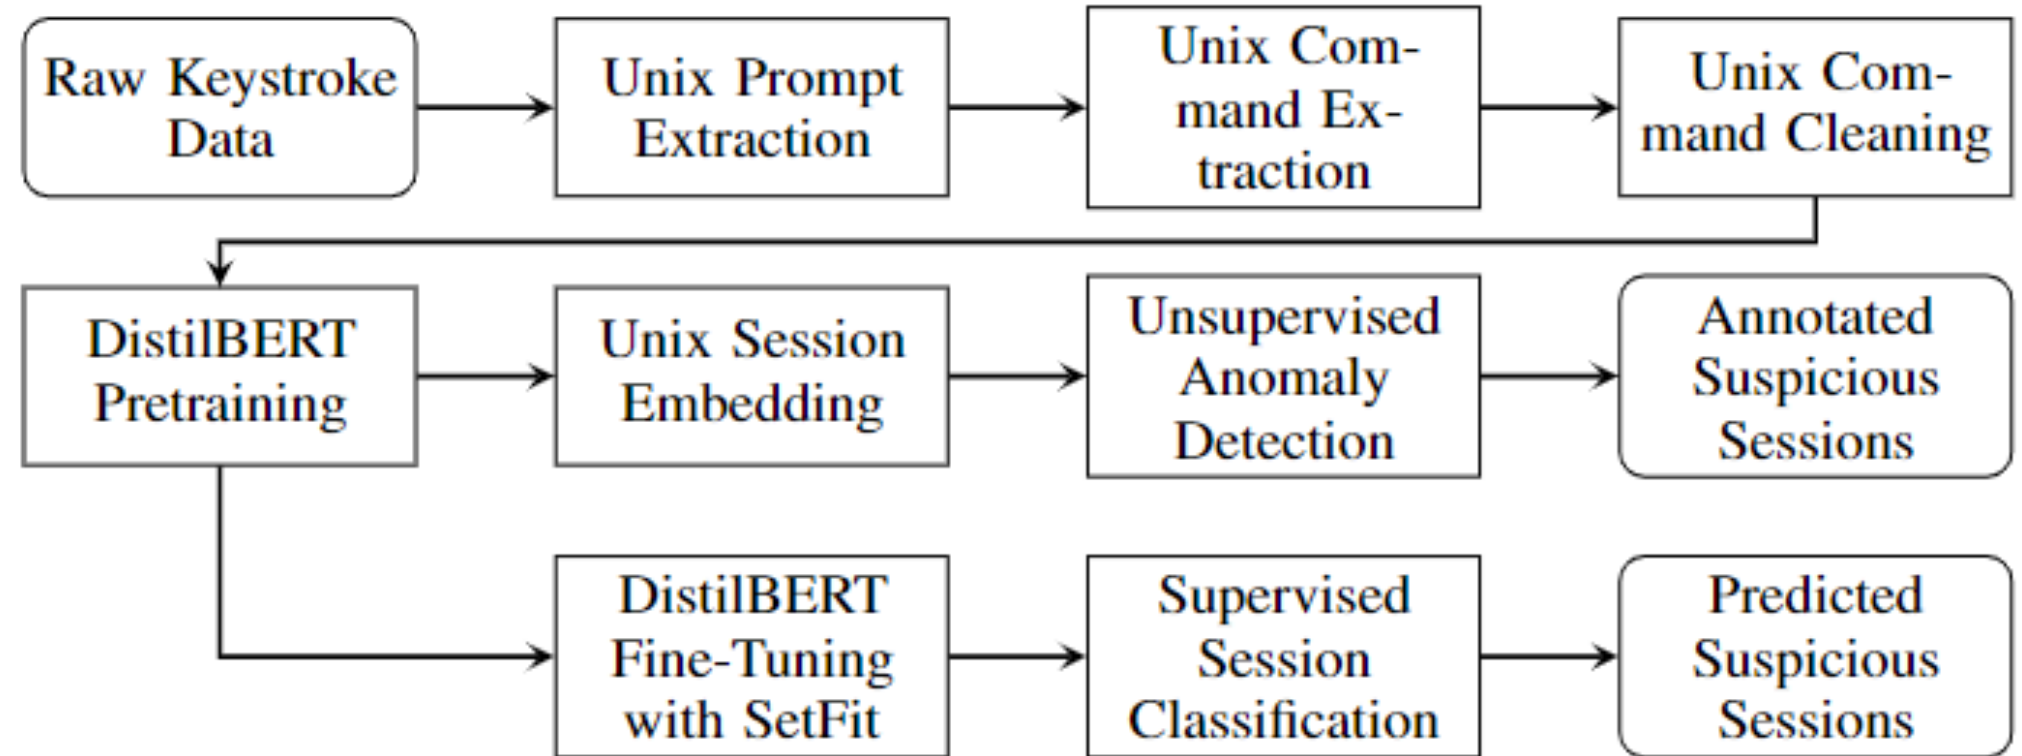 Raw Keystroke
Data
Unix Prompt
Extraction
Unix Com-
mand Ex-
traction
Unix Com-
mand Cleaning
DistilBERT
Pretraining
Unix Session
Embedding
Unsupervised
Anomaly
Detection
Annotated
Suspicious
Sessions
DistilBERT
Fine-Tuning
with SetFit
Supervised
Session
Classification
Predicted
Suspicious
Sessions